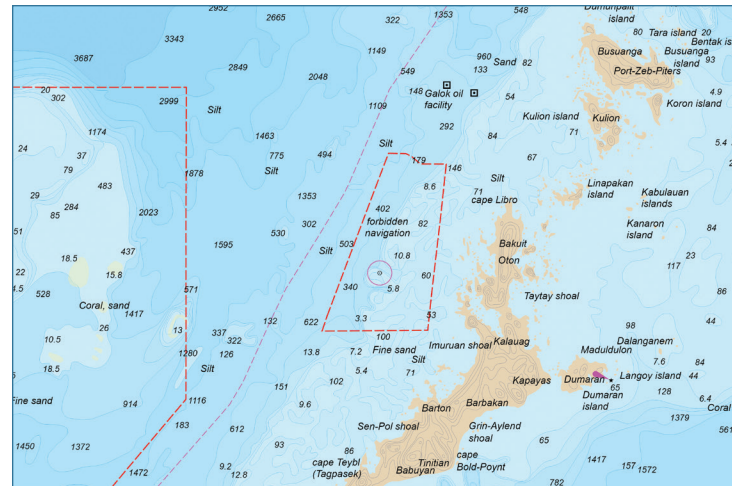 2952
2665
322
1353
548
Dumunpalit
island
80
Tara island
20
Bentak is
3343
1149
960
Sand
82
Busuanga
Busuanga
island
93
3687
2849
2048
549
133
Port-Zeb-Piters
20
302
2999
148
Galok oil
facility
54
Koron island
4.9
Silt
1109
1174
1463
292
84
Kulion island
71
Kulion
5.4
24
37
775
494
Silt
67
79
1878
Silt
179
146
Silt
29
483
8.6
71
Linapakan
island
Kabulauan
islands
284
85
2023
1353
402
cape Libro
302
forbidden
navigation
82
Kanaron
island
84
51
530
437
1595
503
Silt
Bakuit
23
18.5
10.8
Oton
117
22
15.8
60
4.5
528
571
340
5.8
Taytay shoal
86
Coral, sand
1417
3.3
53
13
132
622
98
44
26
337
322
100
Dalanganem
10.5
Imuruan shoal
Kalauag
Maduldulon
1280
126
13.8
7.2
Fine sand
Silt
7.6
84
18.5
Silt
5.4
71
Kapayas
Dumaran
Langoy island
44
102
65
Dumaran
island
128
6.4
Fine sand
914
1116
151
9.6
Barton
Barbakan
1379
Coral
183
612
Sen-Pol shoal
Grin-Aylend
shoal
561
1450
1372
93
65
86
cape
Bold-Poynt
1472
9.2
12.8
cape Teybl
(Tagpasek)
Tinitian
Babuyan
1417
157
1572
782